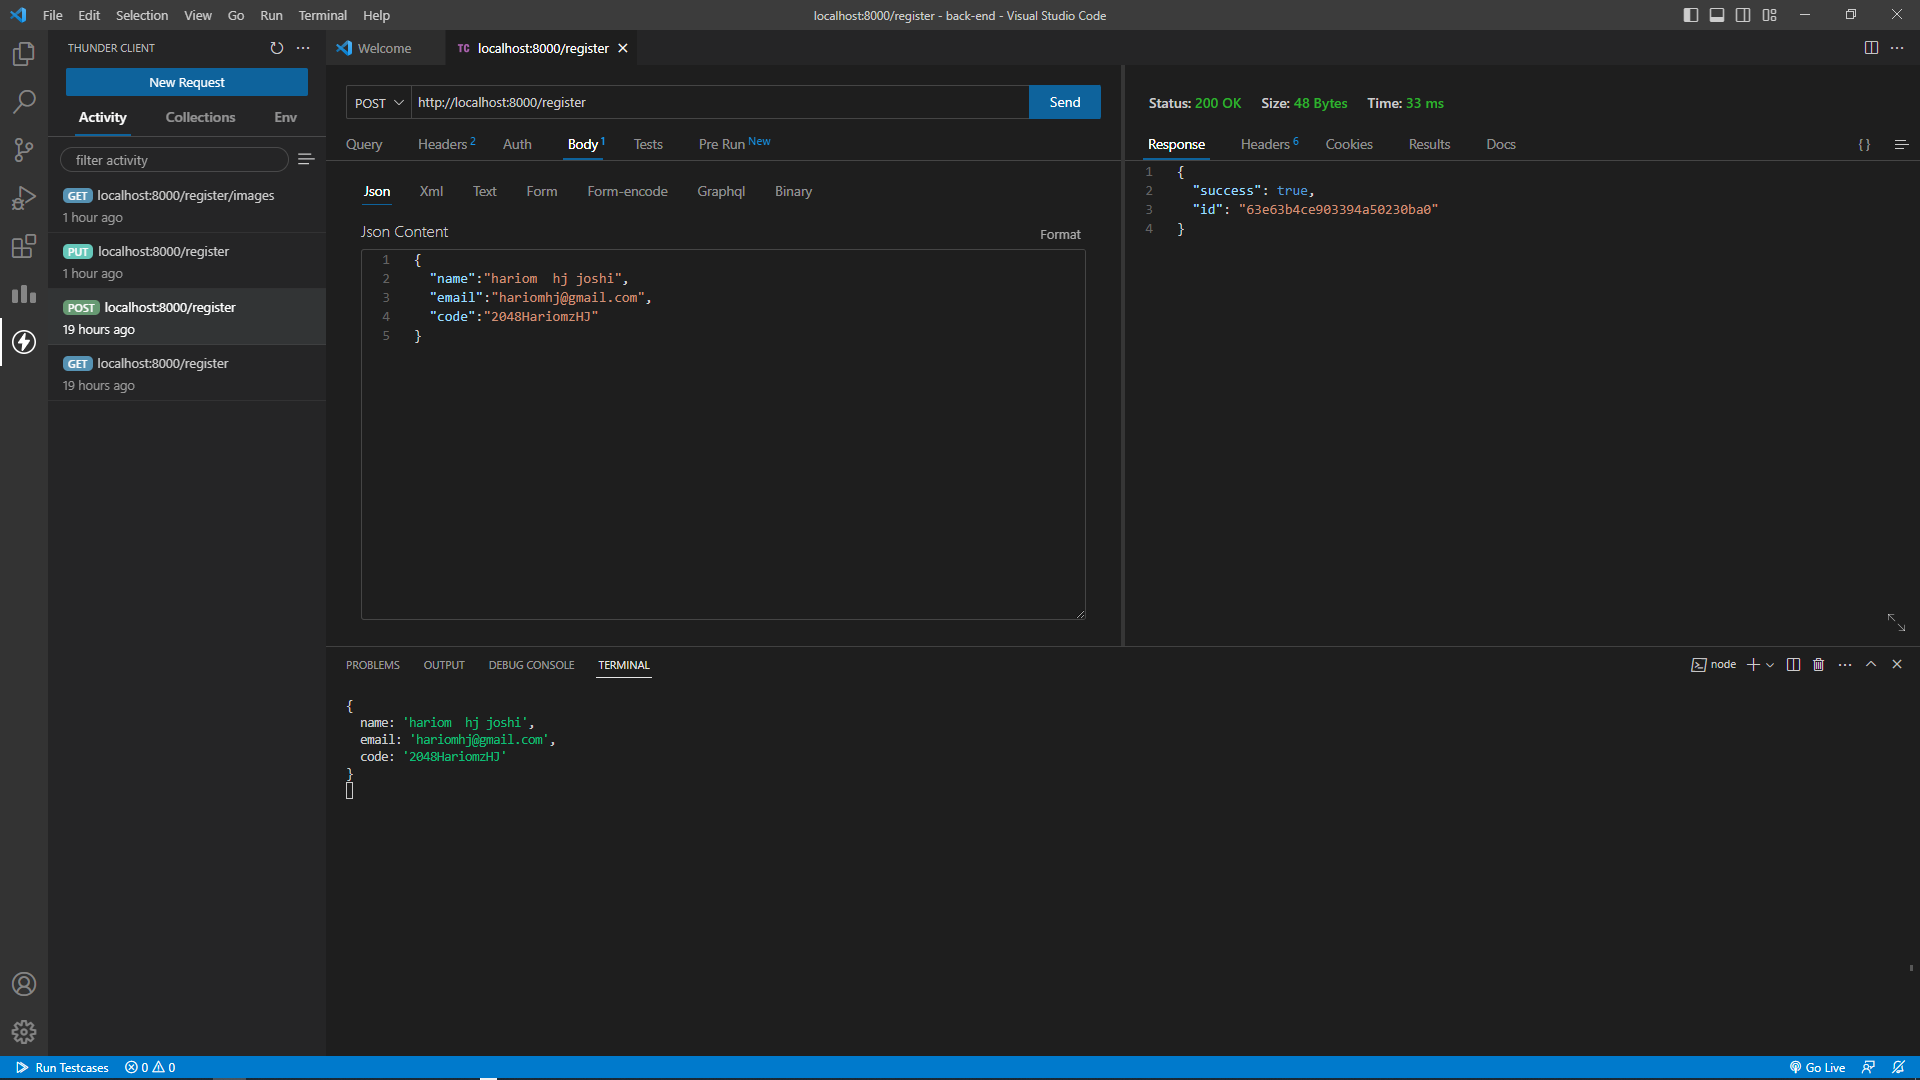 File Edit Selection View Go Run Terminal Help
localhost:8000/register - back-end - Visual Studio Code
THUNDER CLIENT
New Request
Activity Collections Env
filter activity
GET localhost:8000/register/images
1 hour ago
PUT localhost:8000/register
1 hour ago
POST localhost:8000/register
19 hours ago
GET localhost:8000/register
19 hours ago
Welcome
TC localhost:8000/register
POST http://localhost:8000/register Send
Query Headers 2 Auth Body 1 Tests Pre Run New
Json Xml Text Form Form-encode Graphql Binary
Json Content
Format
1 {
2 "name":"hariom  hj joshi",
3 "email":"hariomhj@gmail.com",
4 "code":"2048HariomzHJ"
5 }
Status: 200 OK Size: 48 Bytes Time: 33 ms
Response Headers 6 Cookies Results Docs { }
1 {
2 "success": true,
3 "id": "63e63b4ce903394a50230ba0"
4 }
PROBLEMS OUTPUT DEBUG CONSOLE TERMINAL
node
{
name: 'hariom  hj joshi',
email: 'hariomhj@gmail.com',
code: '2048HariomzHJ'
}
Run Testcases 0 0
Go Live